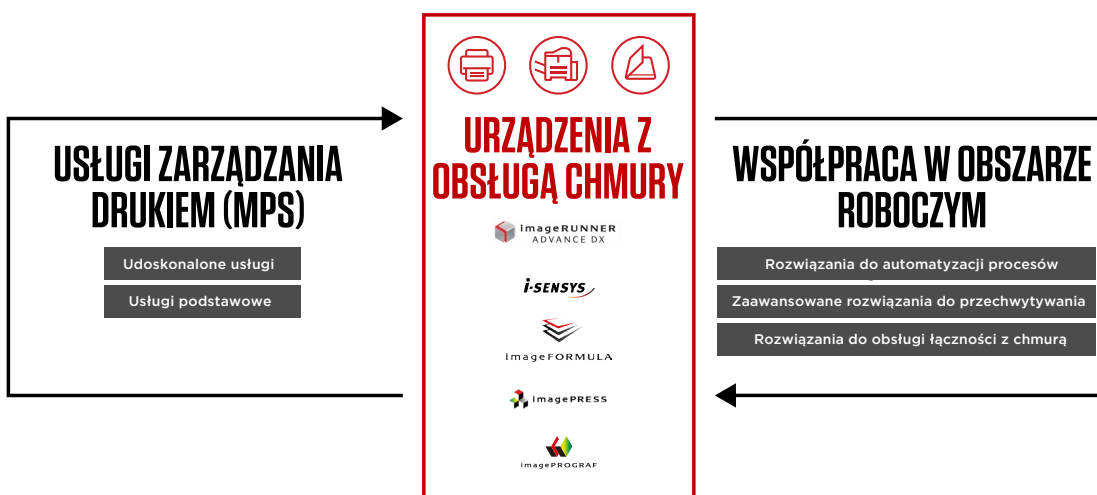 USŁUGI ZARZĄDZANIA
DRUKIEM (MPS)
Udoskonalone usługi
Usługi podstawowe
URZĄDZENIA Z
OBSŁUGĄ CHMURY
imageRUNNER
ADVANCE DX
i-SENSYS
imageFORMULA
imagePRESS
imagePROGRAF
WSPÓŁPRACA W OBSZARZE
ROBOCZYM
Rozwiązania do automatyzacji procesów
Zaawansowane rozwiązania do przechwytywania
Rozwiązania do obsługi łączności z chmurą